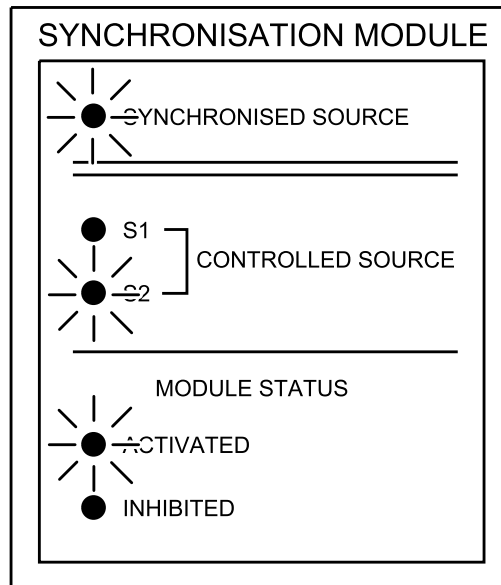 SYNCHRONISATION MODULE
SYNCHRONISED SOURCE
S1
CONTROLLED SOURCE
S2
MODULE STATUS
ACTIVATED
INHIBITED